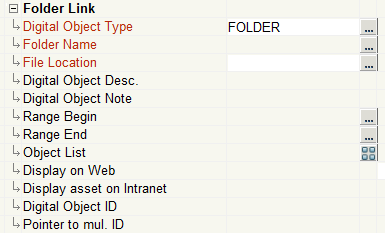 Folder Link
Digital Object Type FOLDER ...
Folder Name ...
File Location ...
Digital Object Desc.
Digital Object Note
Range Begin ...
Range End ...
Object List
Display on Web
Display asset on Intranet
Digital Object ID
Pointer to mul. ID